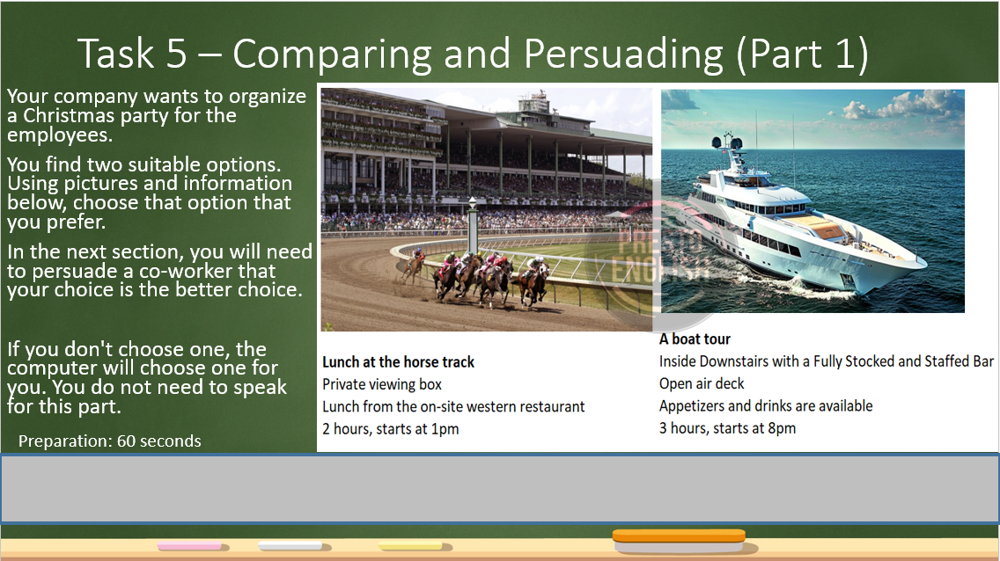 Task 5 – Comparing and Persuading (Part 1)
Your company wants to organize
a Christmas party for the
employees.
You find two suitable options.
Using pictures and information
below, choose that option that
you prefer.
In the next section, you will need
to persuade a co-worker that
your choice is the better choice.
If you don't choose one, the
computer will choose one for
you. You do not need to speak
for this part.
Preparation: 60 seconds
PRESTO
ENGLISH
Lunch at the horse track
Private viewing box
Lunch from the on-site western restaurant
2 hours, starts at 1pm
A boat tour
Inside Downstairs with a Fully Stocked and Staffed Bar
Open air deck
Appetizers and drinks are available
3 hours, starts at 8pm